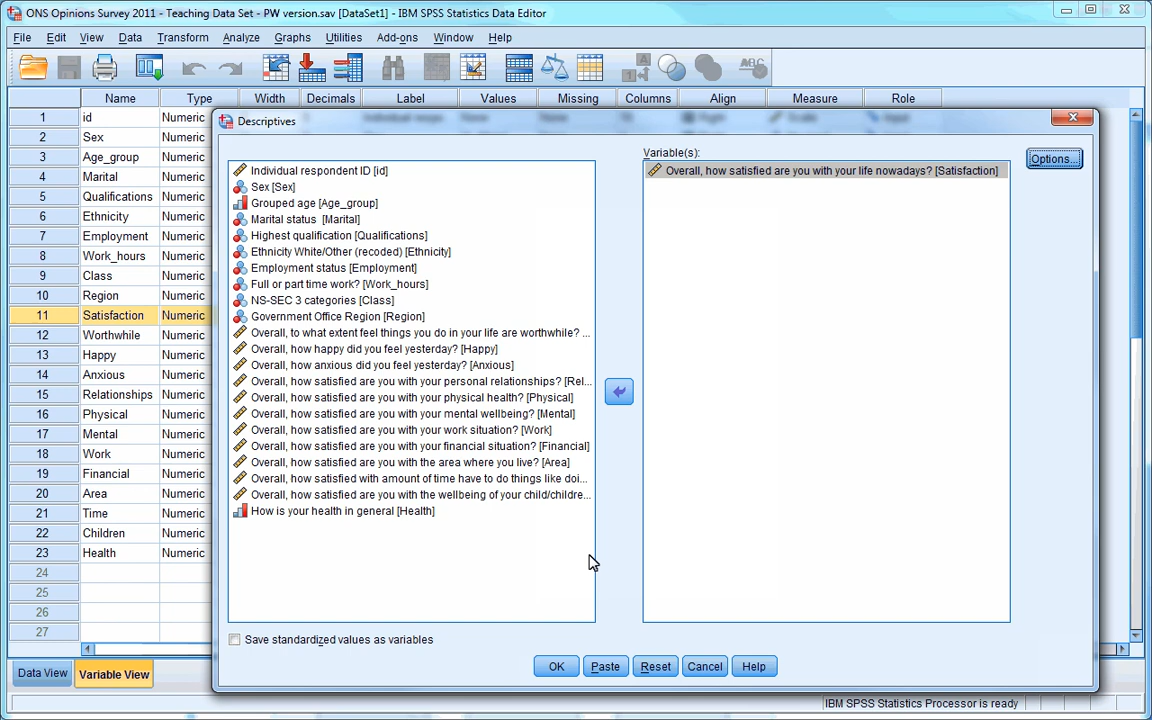 ONS Opinions Survey 2011 - Teaching Data Set - PW version.sav [DataSet1] - IBM SPSS Statistics Data Editor
File Edit View Data Transform Analyze Graphs Utilities Add-ons Window Help
Name Type Width Decimals Label Values Missing Columns Align Measure Role
1 id Numeric
2 Sex Numeric
3 Age_group Numeric
4 Marital Numeric
5 Qualifications Numeric
6 Ethnicity Numeric
7 Employment Numeric
8 Work_hours Numeric
9 Class Numeric
10 Region Numeric
11 Satisfaction Numeric
12 Worthwhile Numeric
13 Happy Numeric
14 Anxious Numeric
15 Relationships Numeric
16 Physical Numeric
17 Mental Numeric
18 Work Numeric
19 Financial Numeric
20 Area Numeric
21 Time Numeric
22 Children Numeric
23 Health Numeric
24
25
26
27
Data View Variable View
IBM SPSS Statistics Processor is ready
Descriptives
Individual respondent ID [id]
Sex [Sex]
Grouped age [Age_group]
Marital status [Marital]
Highest qualification [Qualifications]
Ethnicity White/Other (recoded) [Ethnicity]
Employment status [Employment]
Full or part time work? [Work_hours]
NS-SEC 3 categories [Class]
Government Office Region [Region]
Overall, to what extent feel things you do in your life are worthwhile? ...
Overall, how happy did you feel yesterday? [Happy]
Overall, how anxious did you feel yesterday? [Anxious]
Overall, how satisfied are you with your personal relationships? [Rel...
Overall, how satisfied are you with your physical health? [Physical]
Overall, how satisfied are you with your mental wellbeing? [Mental]
Overall, how satisfied are you with your work situation? [Work]
Overall, how satisfied are you with your financial situation? [Financial]
Overall, how satisfied are you with the area where you live? [Area]
Overall, how satisfied with amount of time have to do things like doi...
Overall, how satisfied are you with the wellbeing of your child/childre...
How is your health in general [Health]
Variable(s):
Overall, how satisfied are you with your life nowadays? [Satisfaction]
Options...
Save standardized values as variables
OK Paste Reset Cancel Help